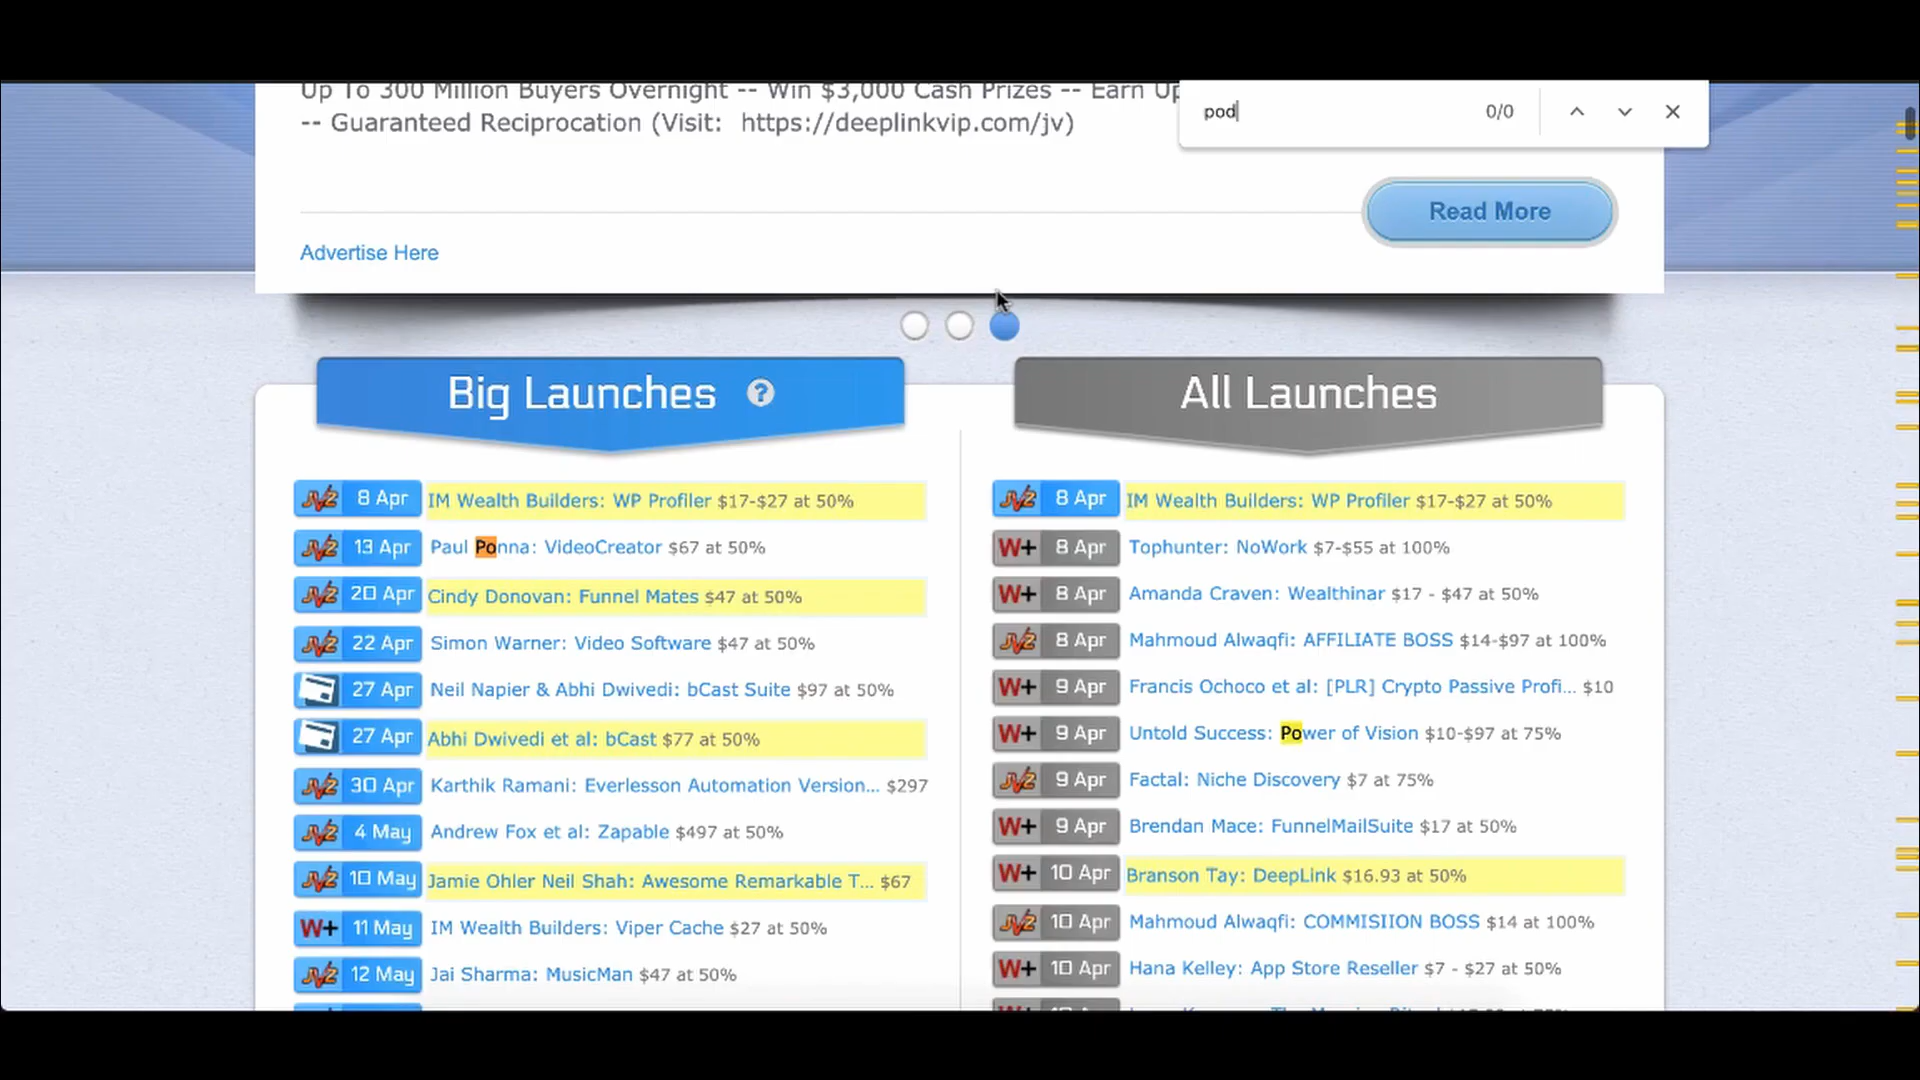 Up To 300 Million Buyers Overnight -- Win $3,000 Cash Prizes -- Earn Up
-- Guaranteed Reciprocation (Visit: https://deeplinkvip.com/jv)
pod 0/0
Read More
Advertise Here
Big Launches ?
JVZ 8 Apr IM Wealth Builders: WP Profiler $17-$27 at 50%
JVZ 13 Apr Paul Ponna: VideoCreator $67 at 50%
JVZ 20 Apr Cindy Donovan: Funnel Mates $47 at 50%
JVZ 22 Apr Simon Warner: Video Software $47 at 50%
27 Apr Neil Napier & Abhi Dwivedi: bCast Suite $97 at 50%
27 Apr Abhi Dwivedi et al: bCast $77 at 50%
JVZ 30 Apr Karthik Ramani: Everlesson Automation Version... $297
JVZ 4 May Andrew Fox et al: Zapable $497 at 50%
JVZ 10 May Jamie Ohler Neil Shah: Awesome Remarkable T... $67
W+ 11 May IM Wealth Builders: Viper Cache $27 at 50%
JVZ 12 May Jai Sharma: MusicMan $47 at 50%
All Launches
JVZ 8 Apr IM Wealth Builders: WP Profiler $17-$27 at 50%
W+ 8 Apr Tophunter: NoWork $7-$55 at 100%
W+ 8 Apr Amanda Craven: Wealthinar $17 - $47 at 50%
JVZ 8 Apr Mahmoud Alwaqfi: AFFILIATE BOSS $14-$97 at 100%
W+ 9 Apr Francis Ochoco et al: [PLR] Crypto Passive Profi... $10
W+ 9 Apr Untold Success: Power of Vision $10-$97 at 75%
JVZ 9 Apr Factal: Niche Discovery $7 at 75%
W+ 9 Apr Brendan Mace: FunnelMailSuite $17 at 50%
W+ 10 Apr Branson Tay: DeepLink $16.93 at 50%
JVZ 10 Apr Mahmoud Alwaqfi: COMMISIION BOSS $14 at 100%
W+ 10 Apr Hana Kelley: App Store Reseller $7 - $27 at 50%